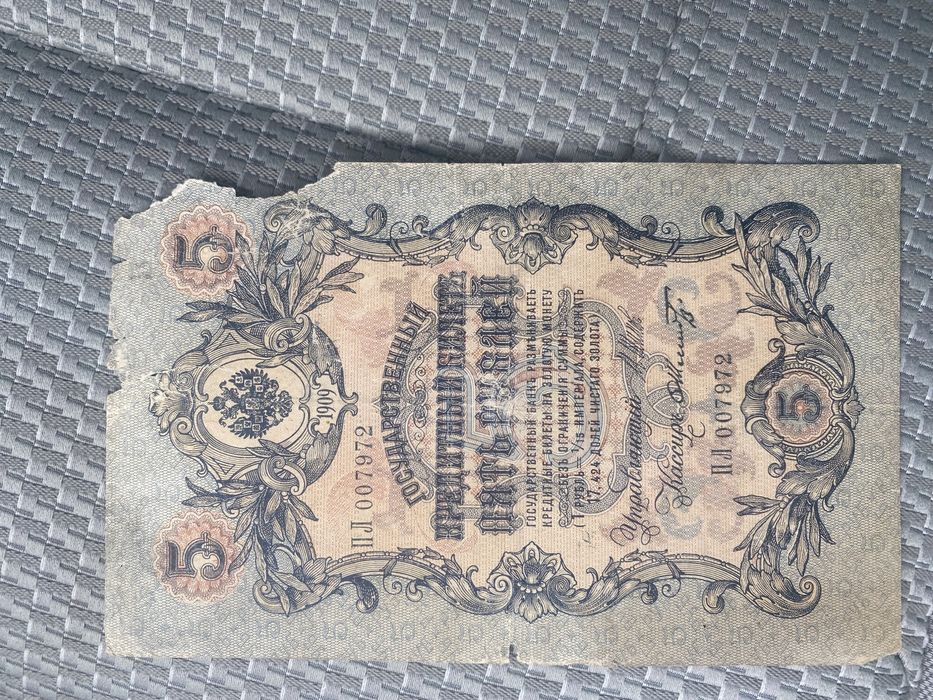 5 5
1909
ПЛ 007972
ГОСУДАРСТВЕННЫЙ
КРЕДИТНЫЙ БИЛЕТЪ
ПЯТЬ РУБЛЕЙ
ГОСУДАРСТВЕННЫЙ БАНКЪ РАЗМѢНИВАЕТЪ
КРЕДИТНЫЕ БИЛЕТЫ НА ЗОЛОТУЮ МОНЕТУ
БЕЗЪ ОГРАНИЧЕНІЯ СУММЫ
(1 РУБЛЬ = 1/15 ИМПЕРІАЛА, СОДЕРЖИТЪ
17,424 ДОЛЕЙ ЧИСТАГО ЗОЛОТА)
Управляющій
Кассиръ
ПЛ 007972
5